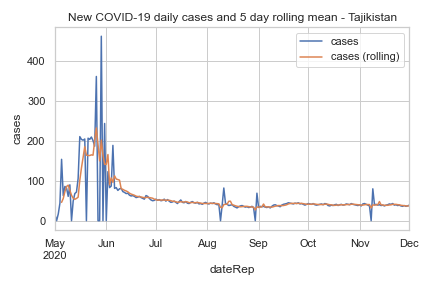 New COVID-19 daily cases and 5 day rolling mean - Tajikistan
cases
cases (rolling)
cases
400
300
200
100
0
May Jun Jul Aug Sep Oct Nov Dec
2020
dateRep